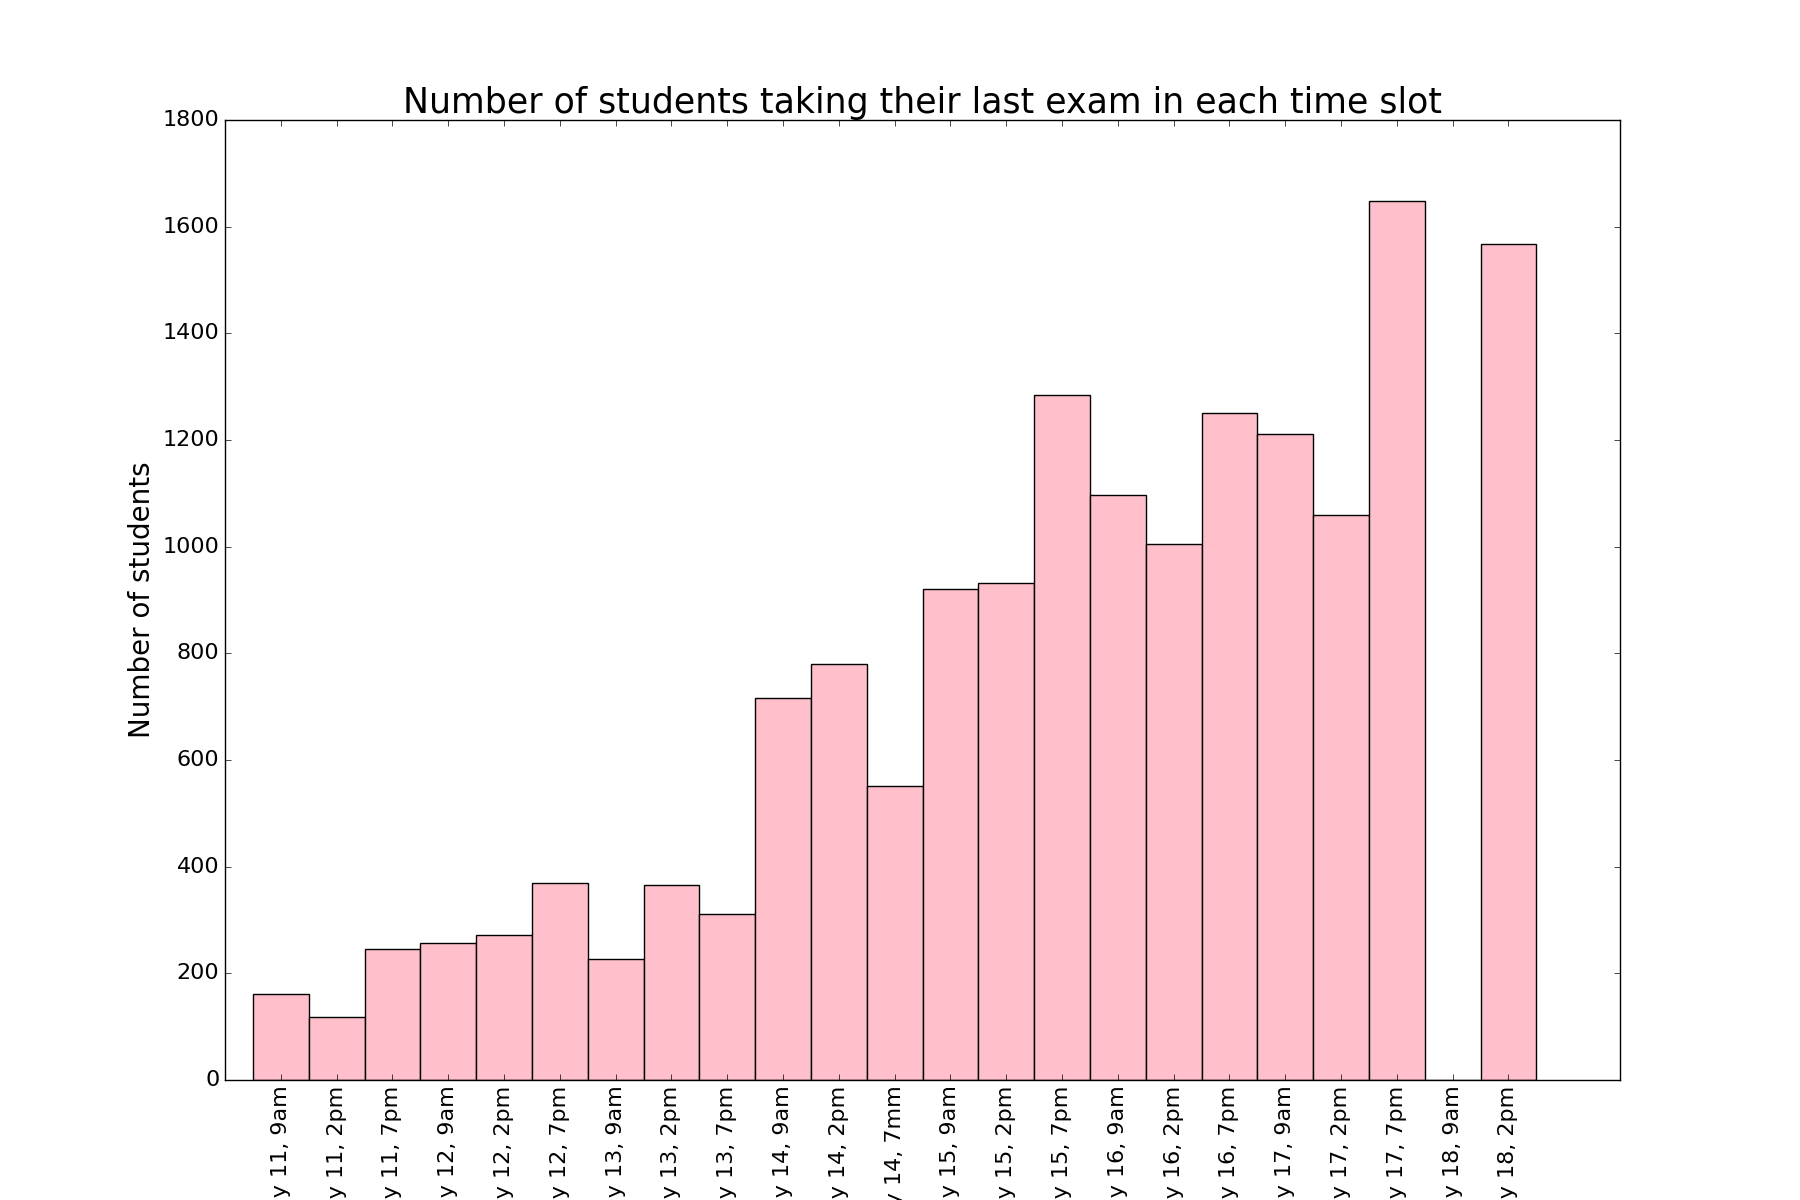 Number of students taking their last exam in each time slot
1800
1600
1400
1200
1000
800
600
400
200
0
Number of students
y 11, 9am
y 11, 2pm
y 11, 7pm
y 12, 9am
y 12, 2pm
y 12, 7pm
y 13, 9am
y 13, 2pm
y 13, 7pm
y 14, 9am
y 14, 2pm
y 14, 7mm
y 15, 9am
y 15, 2pm
y 15, 7pm
y 16, 9am
y 16, 2pm
y 16, 7pm
y 17, 9am
y 17, 2pm
y 17, 7pm
y 18, 9am
y 18, 2pm